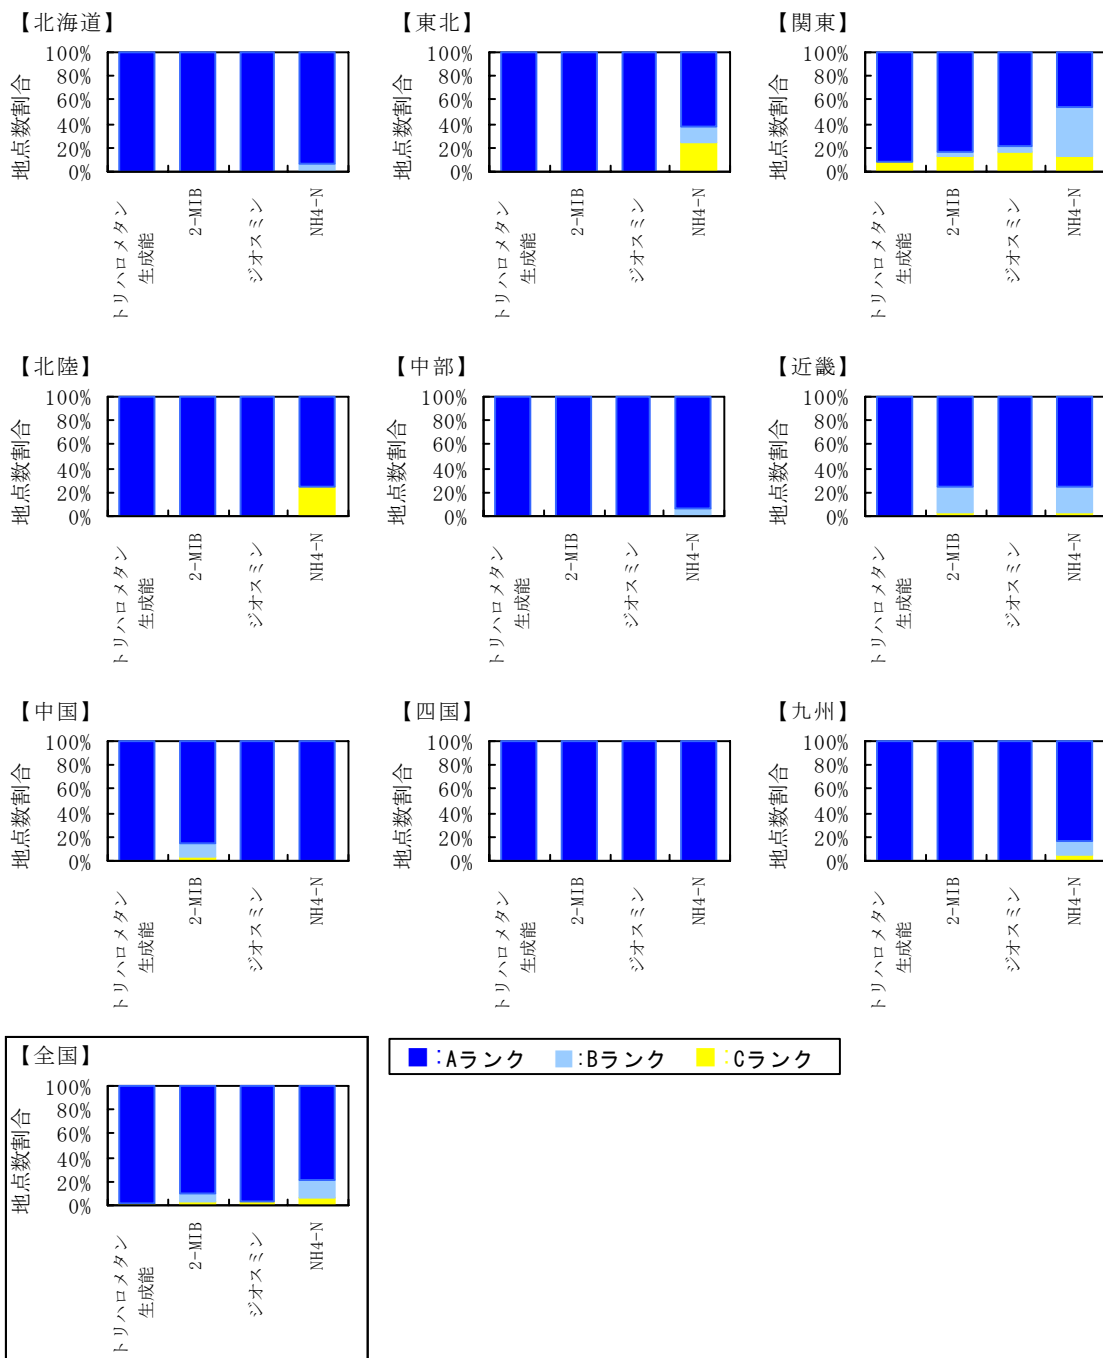 【北海道】
地点数割合
100%
80%
60%
40%
20%
0%
トリハロメタン
生成能
2-MIB
ジオスミン
NH4-N
【東北】
地点数割合
100%
80%
60%
40%
20%
0%
トリハロメタン
生成能
2-MIB
ジオスミン
NH4-N
【関東】
地点数割合
100%
80%
60%
40%
20%
0%
トリハロメタン
生成能
2-MIB
ジオスミン
NH4-N
【北陸】
地点数割合
100%
80%
60%
40%
20%
0%
トリハロメタン
生成能
2-MIB
ジオスミン
NH4-N
【中部】
地点数割合
100%
80%
60%
40%
20%
0%
トリハロメタン
生成能
2-MIB
ジオスミン
NH4-N
【近畿】
地点数割合
100%
80%
60%
40%
20%
0%
トリハロメタン
生成能
2-MIB
ジオスミン
NH4-N
【中国】
地点数割合
100%
80%
60%
40%
20%
0%
トリハロメタン
生成能
2-MIB
ジオスミン
NH4-N
【四国】
地点数割合
100%
80%
60%
40%
20%
0%
トリハロメタン
生成能
2-MIB
ジオスミン
NH4-N
【九州】
地点数割合
100%
80%
60%
40%
20%
0%
トリハロメタン
生成能
2-MIB
ジオスミン
NH4-N
【全国】
地点数割合
100%
80%
60%
40%
20%
0%
トリハロメタン
生成能
2-MIB
ジオスミン
NH4-N
:Aランク :Bランク :Cランク